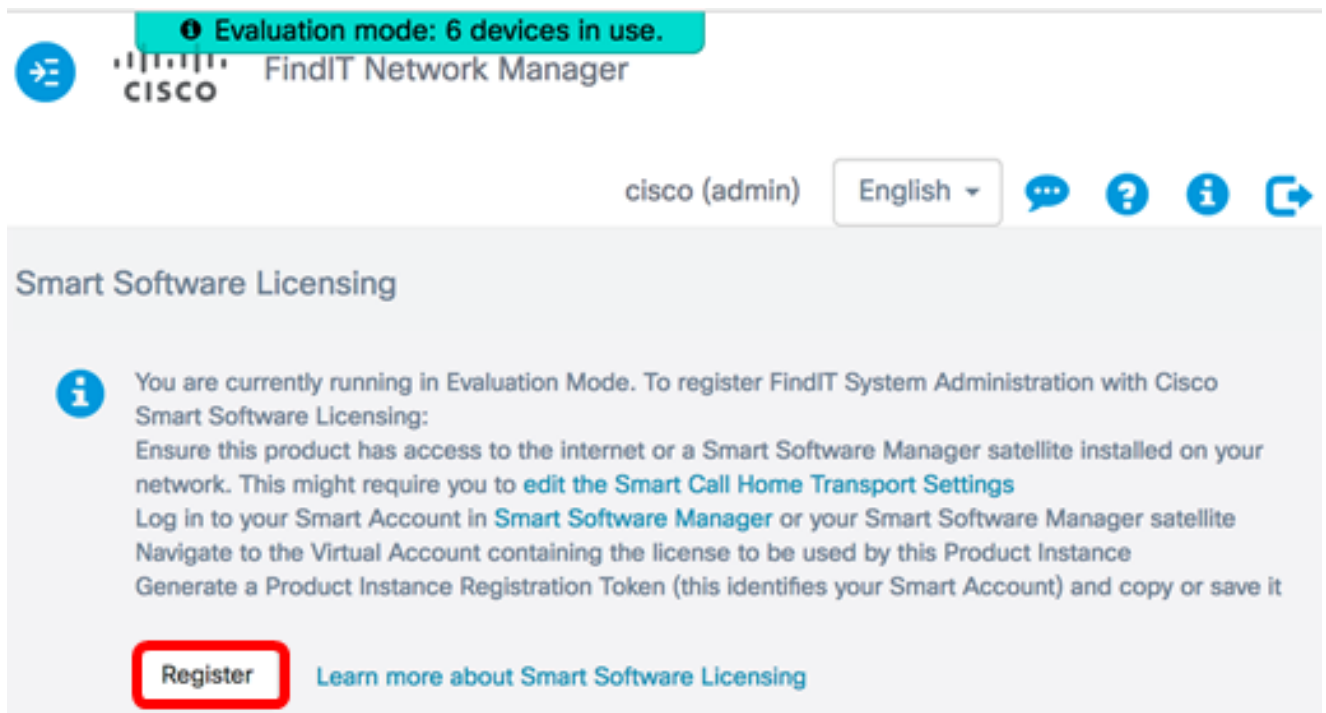 Evaluation mode: 6 devices in use.
CISCO FindIT Network Manager
cisco (admin) English
Smart Software Licensing
You are currently running in Evaluation Mode. To register FindIT System Administration with Cisco
Smart Software Licensing:
Ensure this product has access to the internet or a Smart Software Manager satellite installed on your
network. This might require you to edit the Smart Call Home Transport Settings
Log in to your Smart Account in Smart Software Manager or your Smart Software Manager satellite
Navigate to the Virtual Account containing the license to be used by this Product Instance
Generate a Product Instance Registration Token (this identifies your Smart Account) and copy or save it
Register Learn more about Smart Software Licensing